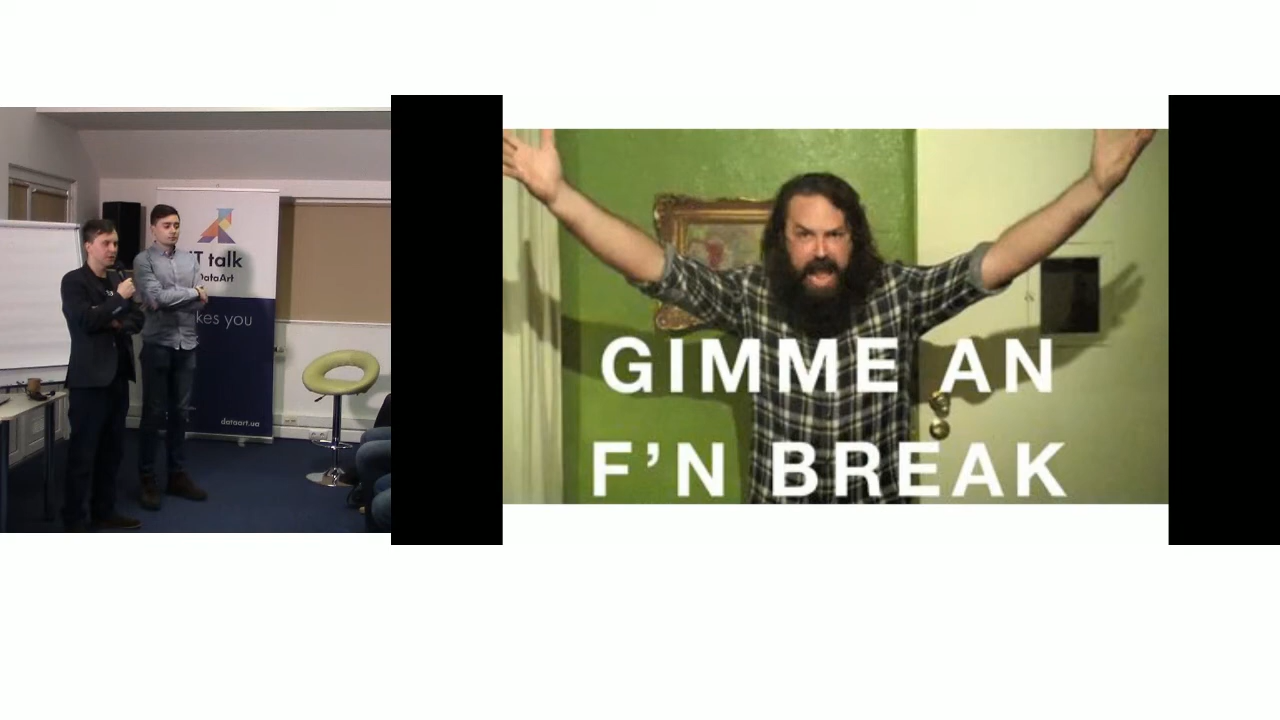 IT talk
DataArt
kes you
dataart.ua
GIMME AN
F'N BREAK